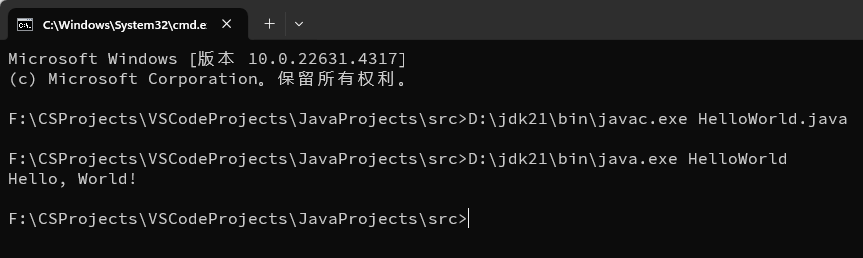 C:\Windows\System32\cmd.e
Microsoft Windows [版本 10.0.22631.4317]
(c) Microsoft Corporation。保留所有权利。
F:\CSProjects\VSCodeProjects\JavaProjects\src>D:\jdk21\bin\javac.exe HelloWorld.java
F:\CSProjects\VSCodeProjects\JavaProjects\src>D:\jdk21\bin\java.exe HelloWorld
Hello, World!
F:\CSProjects\VSCodeProjects\JavaProjects\src>